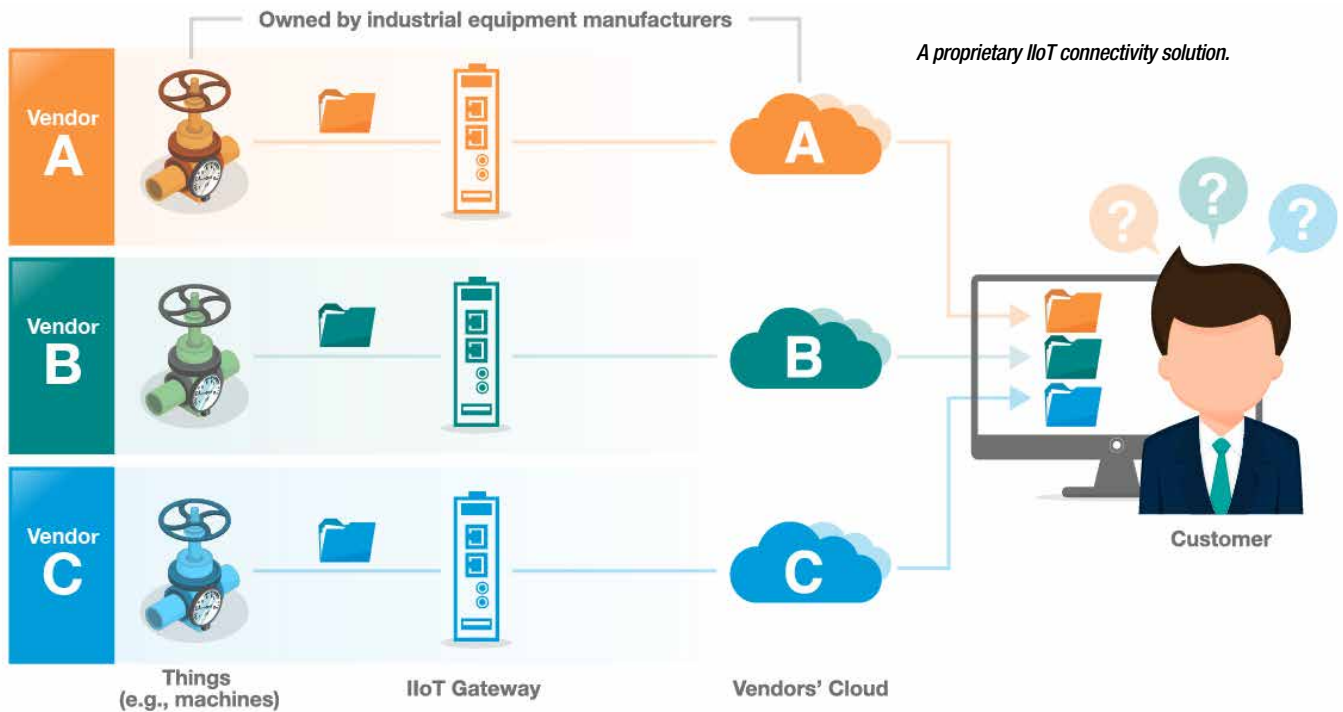 Owned by industrial equipment manufacturers
A proprietary IIoT connectivity solution.
Vendor
A
A
? ? ?
Vendor
B
B
Vendor
C
C
Customer
Things
(e.g., machines)
IIoT Gateway
Vendors' Cloud